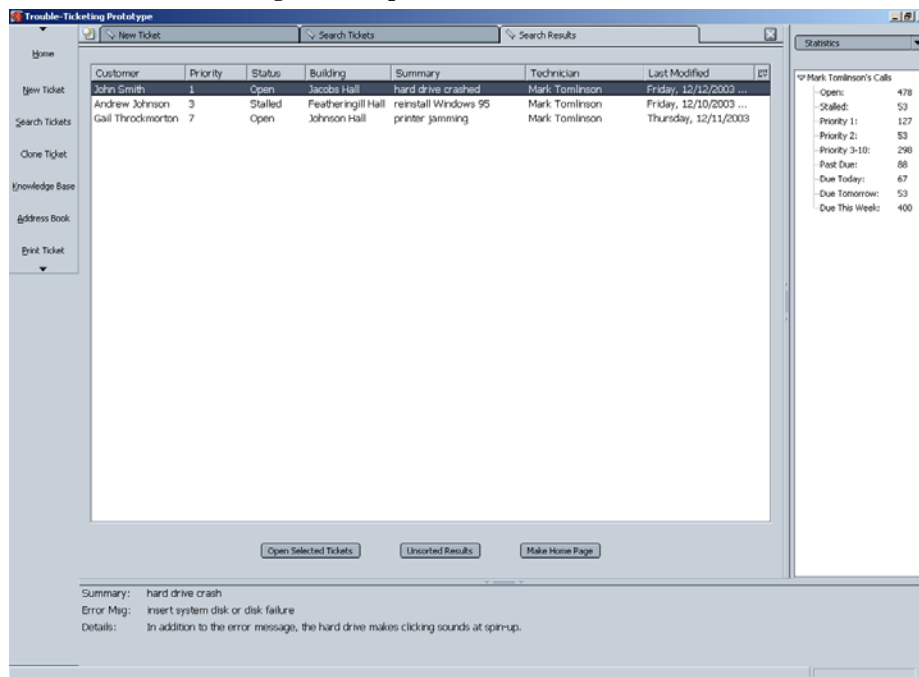 Trouble-Ticketing Prototype
Home
New Ticket
Search Tickets
Clone Ticket
Knowledge Base
Address Book
Print Ticket
New Ticket Search Tickets Search Results
Customer Priority Status Building Summary Technician Last Modified
John Smith 1 Open Jacobs Hall hard drive crashed Mark Tomlinson Friday, 12/12/2003 ...
Andrew Johnson 3 Stalled Featheringill Hall reinstall Windows 95 Mark Tomlinson Friday, 12/10/2003 ...
Gail Throckmorton 7 Open Johnson Hall printer jamming Mark Tomlinson Thursday, 12/11/2003
Open Selected Tickets Unsorted Results Make Home Page
Summary: hard drive crash
Error Msg: insert system disk or disk failure
Details: In addition to the error message, the hard drive makes clicking sounds at spin-up.
Statistics
Mark Tomlinson's Calls
Open: 478
Stalled: 53
Priority 1: 127
Priority 2: 53
Priority 3-10: 298
Past Due: 88
Due Today: 67
Due Tomorrow: 53
Due This Week: 400